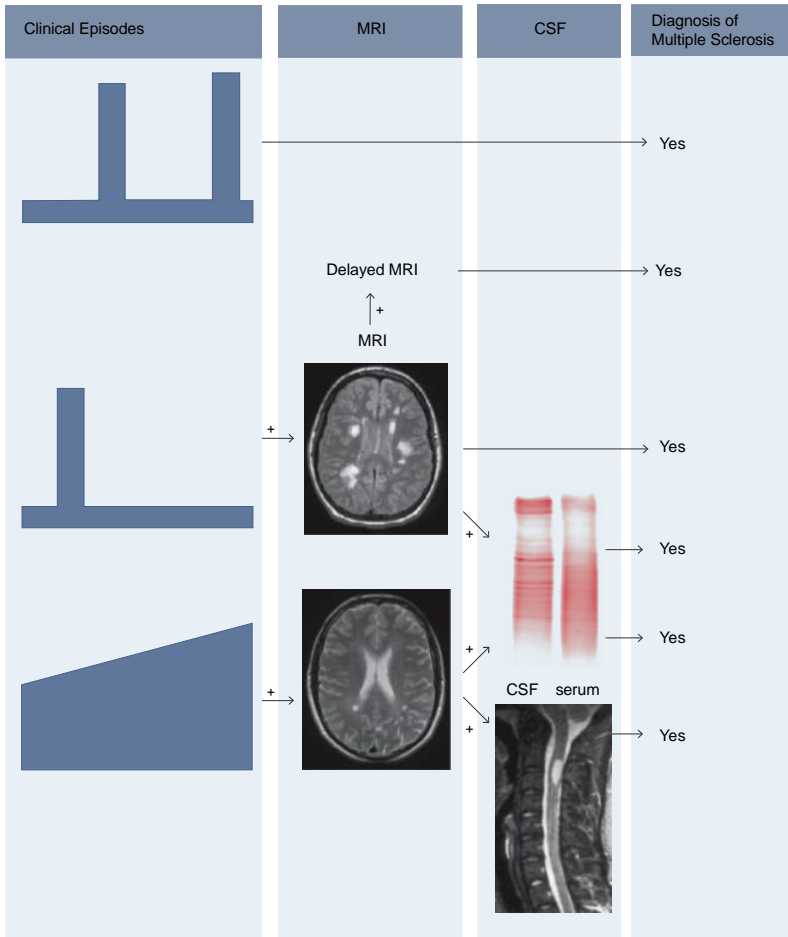 Clinical Episodes
MRI
CSF
Diagnosis of
Multiple Sclerosis
Yes
Delayed MRI
Yes
+
MRI
+
Yes
+
Yes
+
Yes
CSF serum
+
+
Yes